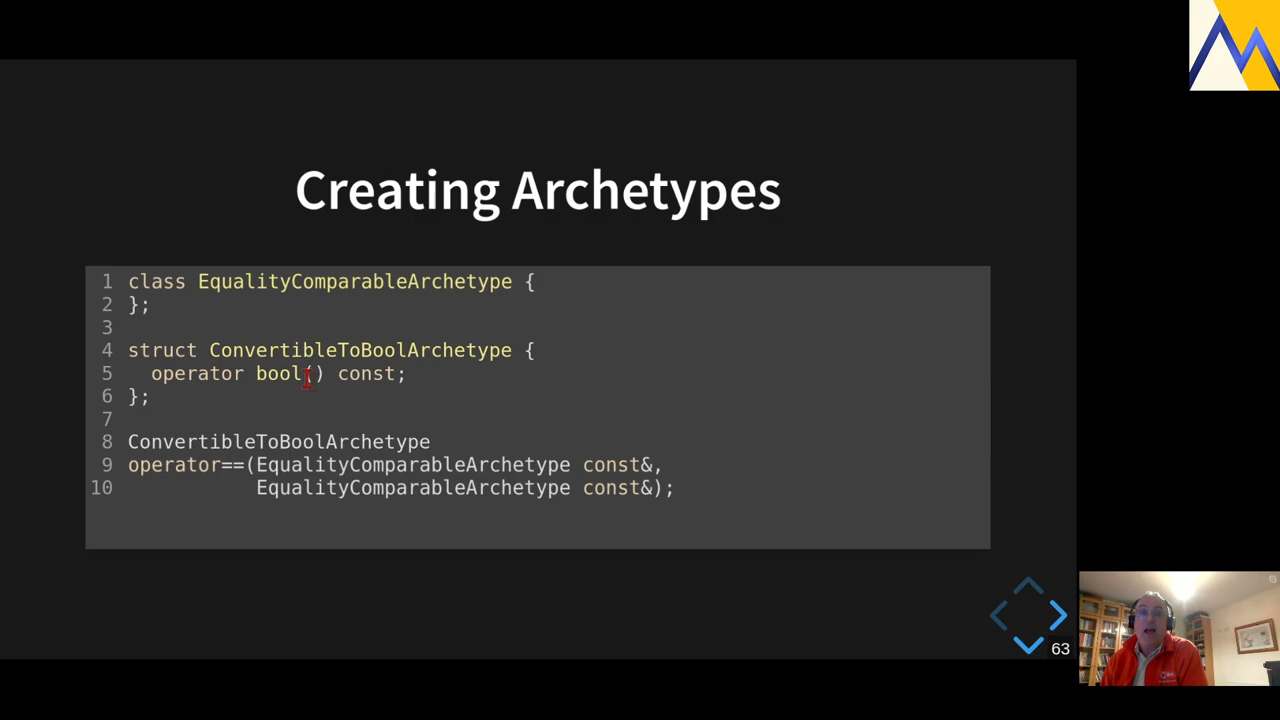 Creating Archetypes
1 class EqualityComparableArchetype {
2 };
3
4 struct ConvertibleToBoolArchetype {
5   operator bool() const;
6 };
7
8 ConvertibleToBoolArchetype
9 operator==(EqualityComparableArchetype const&,
10            EqualityComparableArchetype const&);
63